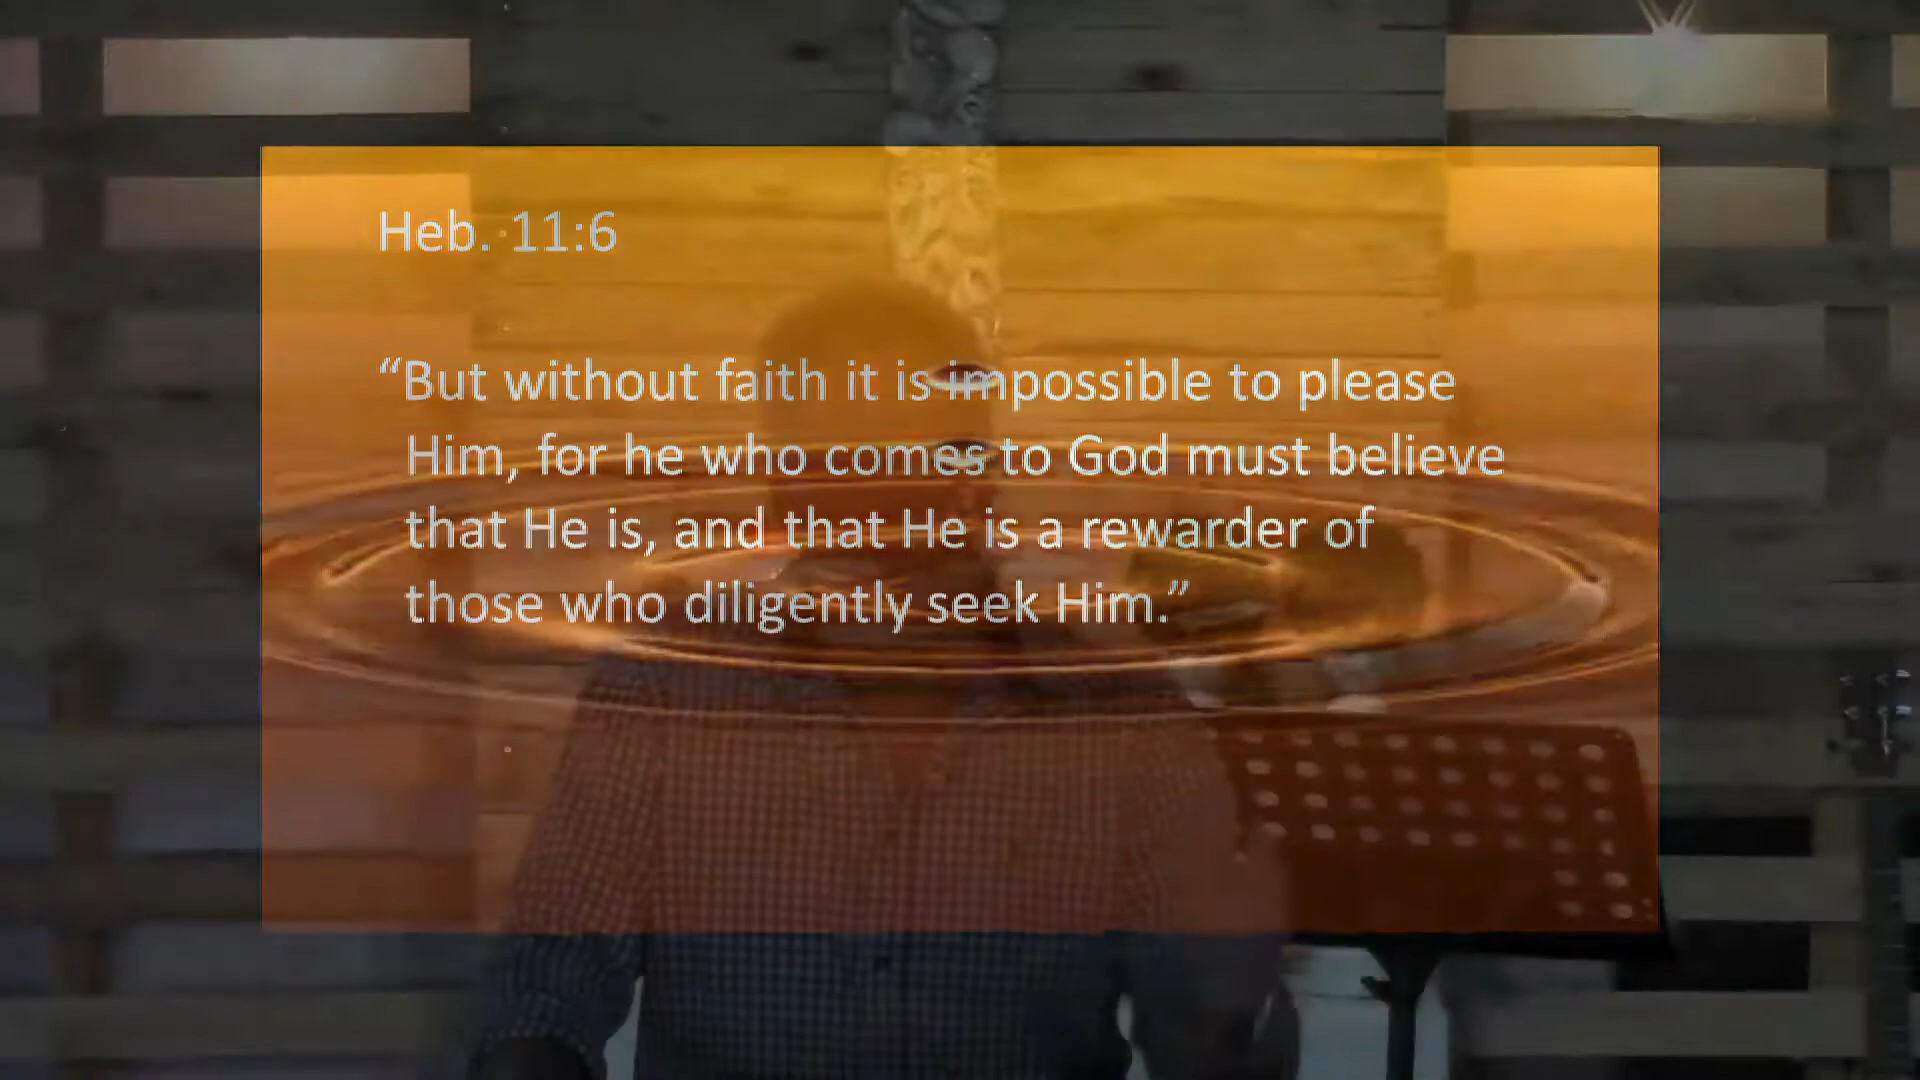 Heb. 11:6
“But without faith it is impossible to please
Him, for he who comes to God must believe
that He is, and that He is a rewarder of
those who diligently seek Him.”